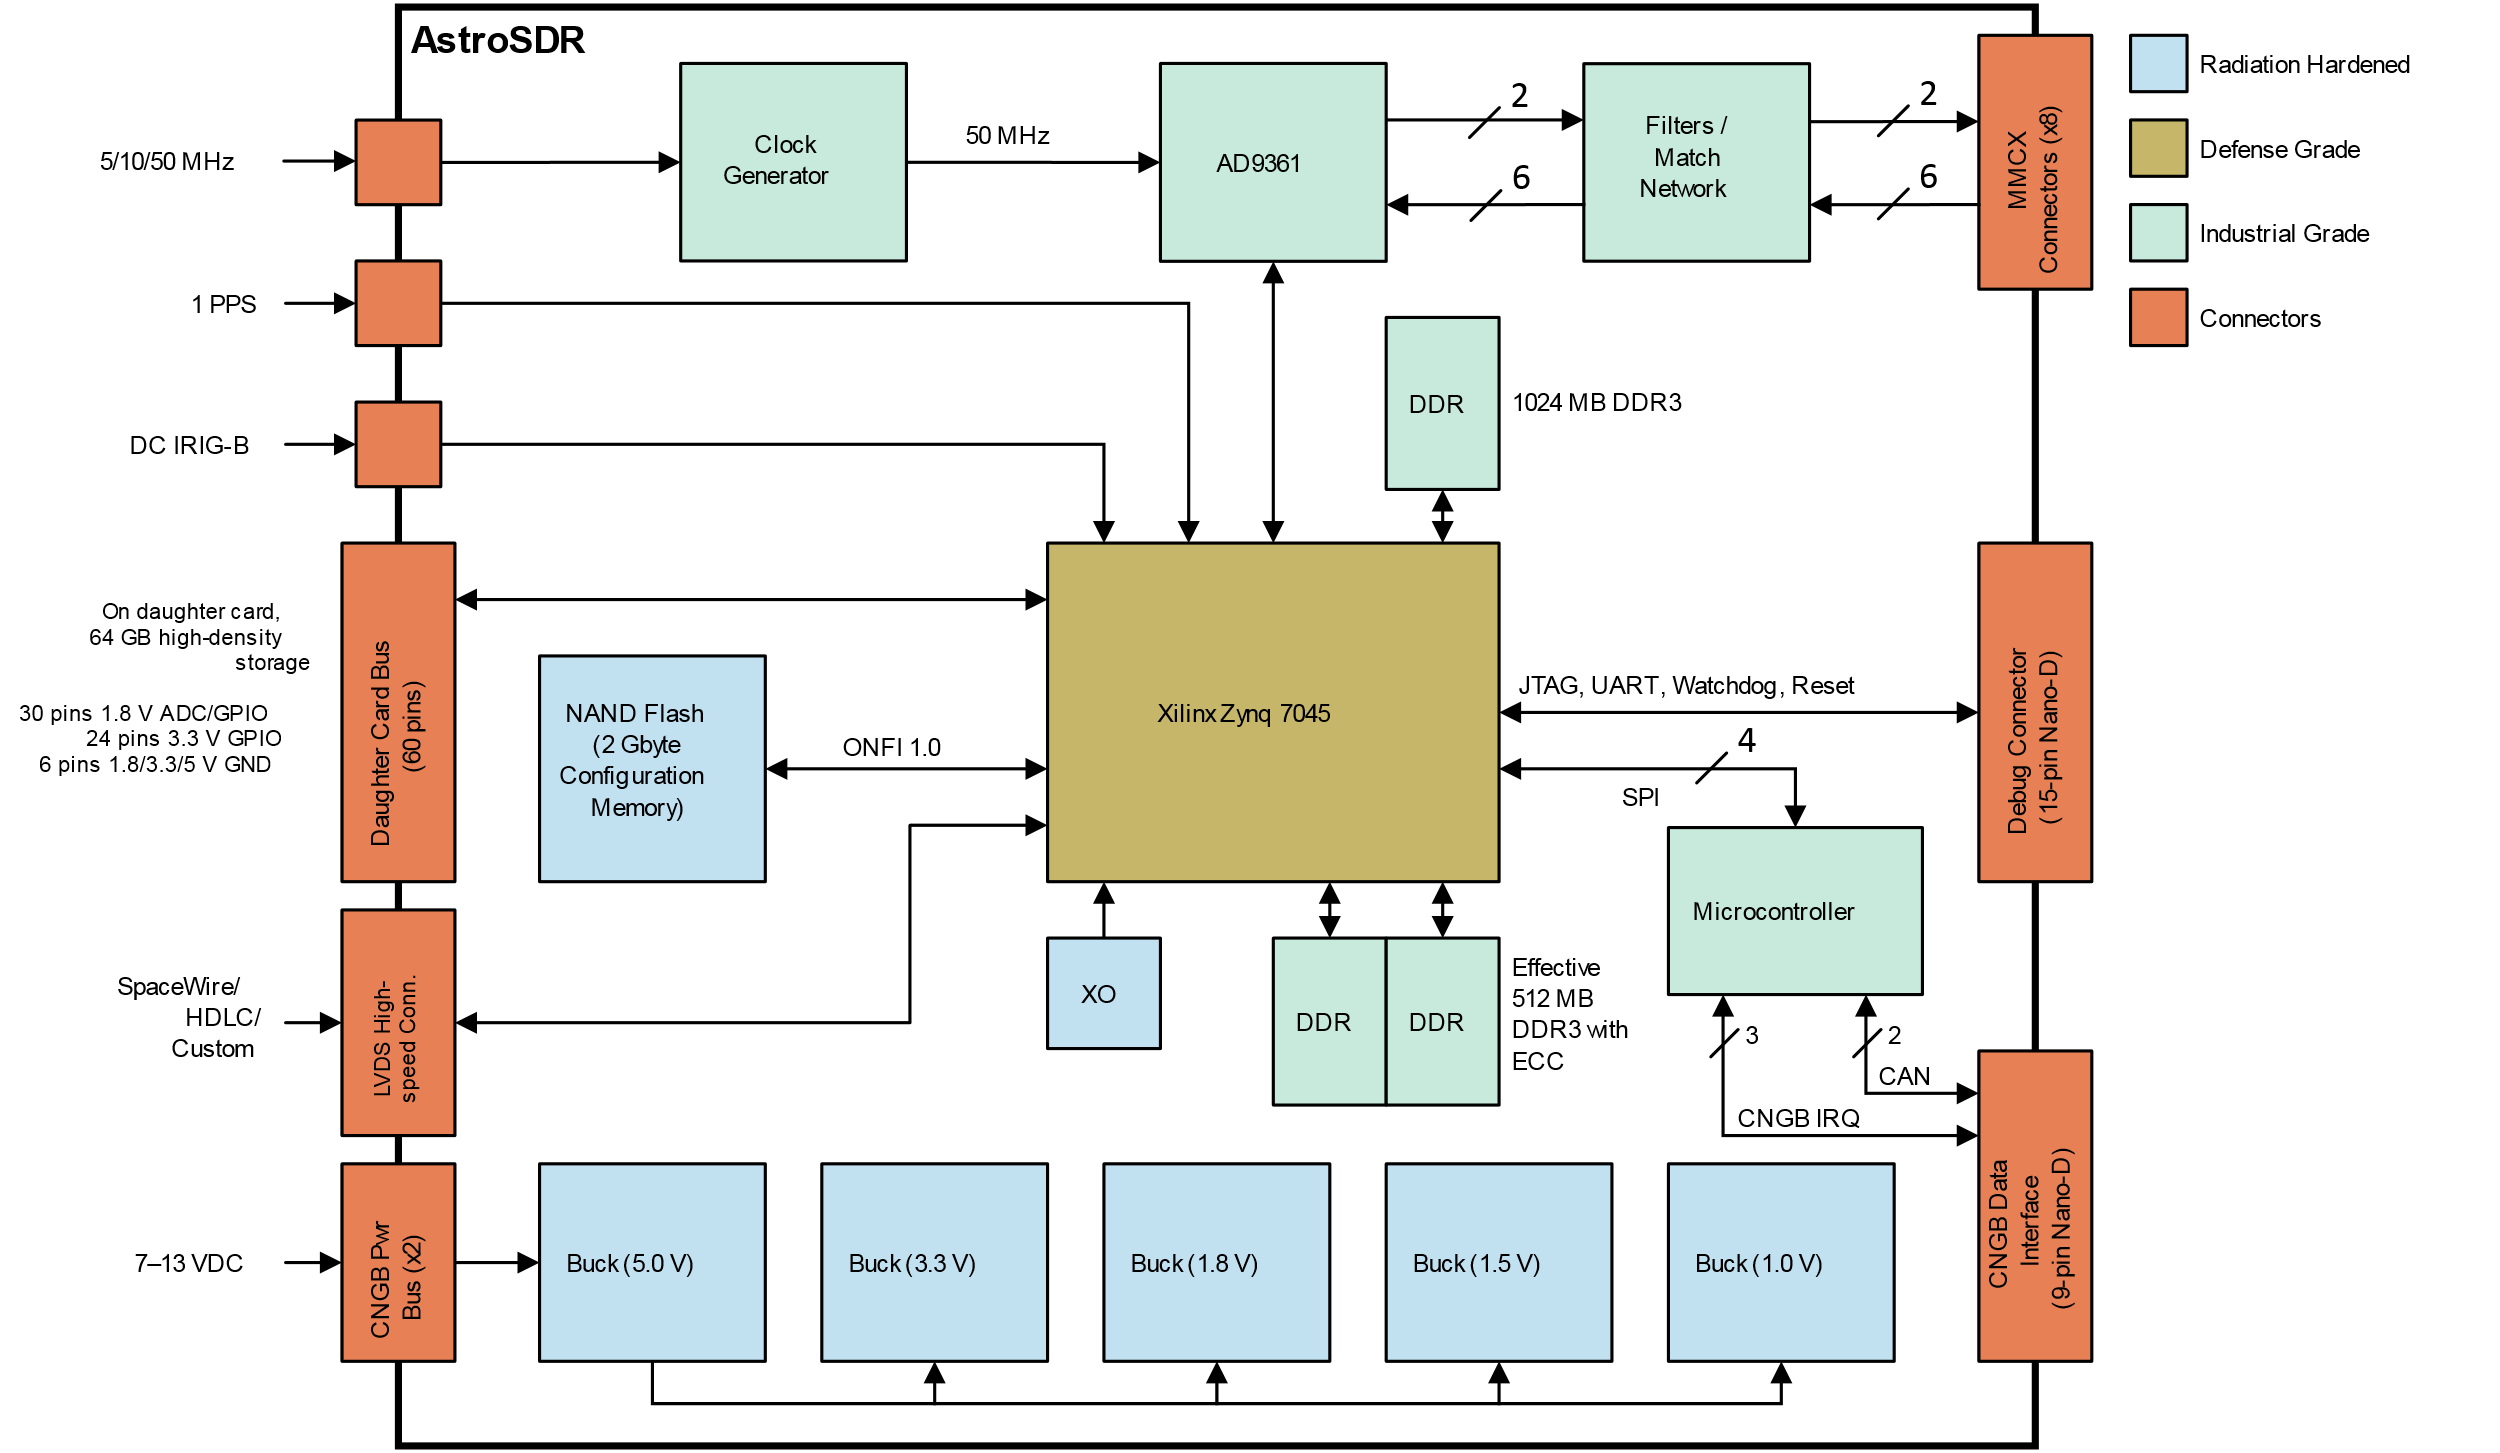 AstroSDR
5/10/50 MHz
Clock
Generator
50 MHz
AD9361
2
6
Filters /
Match
Network
2
6
MMCX
Connectors (x8)
Radiation Hardened
Defense Grade
Industrial Grade
Connectors
1 PPS
DC IRIG-B
DDR
1024 MB DDR3
On daughter card,
64 GB high-density
storage
30 pins 1.8 V ADC/GPIO
24 pins 3.3 V GPIO
6 pins 1.8/3.3/5 V GND
Daughter Card Bus
(60 pins)
NAND Flash
(2 Gbyte
Configuration
Memory)
ONFI 1.0
Xilinx Zynq 7045
JTAG, UART, Watchdog, Reset
4
SPI
Debug Connector
(15-pin Nano-D)
Microcontroller
SpaceWire/
HDLC/
Custom
LVDS High-
speed Conn.
XO
DDR
DDR
Effective
512 MB
DDR3 with
ECC
3
2
CAN
CNGB IRQ
CNGB Data
Interface
(9-pin Nano-D)
7–13 VDC
CNGB Pwr
Bus (x2)
Buck (5.0 V)
Buck (3.3 V)
Buck (1.8 V)
Buck (1.5 V)
Buck (1.0 V)